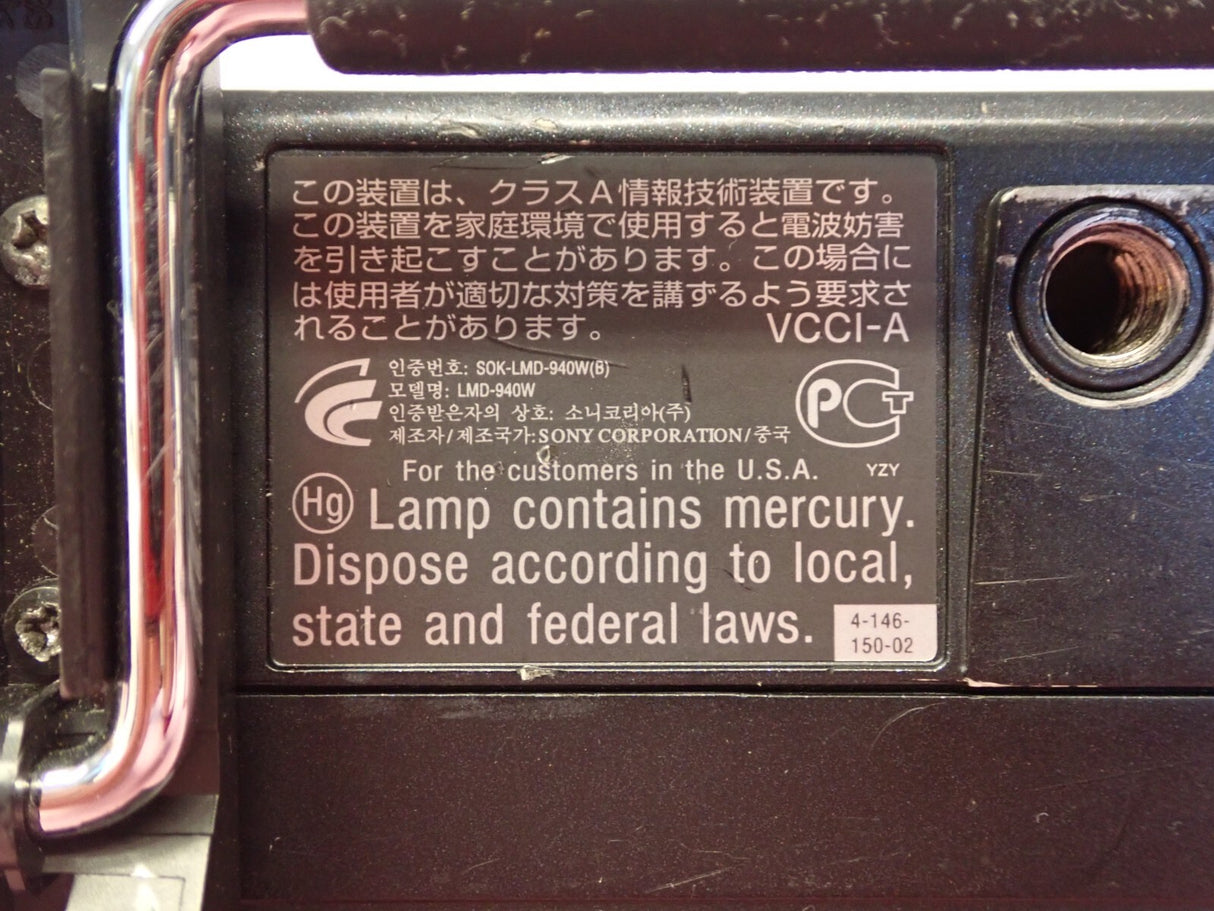 この装置は、クラスA情報技術装置です。
この装置を家庭環境で使用すると電波妨害
を引き起こすことがあります。この場合に
は使用者が適切な対策を講ずるよう要求さ
れることがあります。 VCCI-A
인증번호: SOK-LMD-940W(B)
모델명: LMD-940W
인증받은자의 상호: 소니코리아(주)
제조자/제조국가:SONY CORPORATION/중국
PCT
For the customers in the U.S.A. YZY
Hg Lamp contains mercury.
Dispose according to local,
state and federal laws.
4-146-
150-02